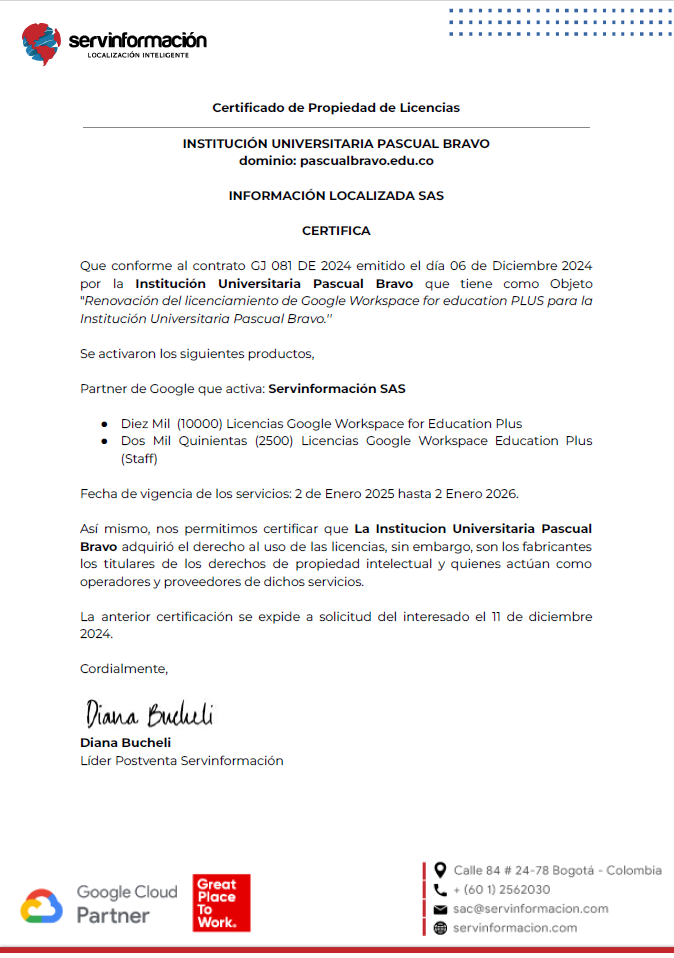 servinformación
LOCALIZACIÓN INTELIGENTE
Certificado de Propiedad de Licencias
INSTITUCIÓN UNIVERSITARIA PASCUAL BRAVO
dominio: pascualbravo.edu.co
INFORMACIÓN LOCALIZADA SAS
CERTIFICA
Que conforme al contrato GJ 081 DE 2024 emitido el día 06 de Diciembre 2024
por la Institución Universitaria Pascual Bravo que tiene como Objeto
"Renovación del licenciamiento de Google Workspace for education PLUS para la
Institución Universitaria Pascual Bravo.''
Se activaron los siguientes productos,
Partner de Google que activa: Servinformación SAS
● Diez Mil (10000) Licencias Google Workspace for Education Plus
● Dos Mil Quinientas (2500) Licencias Google Workspace Education Plus
(Staff)
Fecha de vigencia de los servicios: 2 de Enero 2025 hasta 2 Enero 2026.
Así mismo, nos permitimos certificar que La Institucion Universitaria Pascual
Bravo adquirió el derecho al uso de las licencias, sin embargo, son los fabricantes
los titulares de los derechos de propiedad intelectual y quienes actúan como
operadores y proveedores de dichos servicios.
La anterior certificación se expide a solicitud del interesado el 11 de diciembre
2024.
Cordialmente,
Diana Bucheli
Diana Bucheli
Líder Postventa Servinformación
Google Cloud
Partner
Great
Place
To
Work.
Calle 84 # 24-78 Bogotá - Colombia
+ (60 1) 2562030
sac@servinformacion.com
servinformacion.com